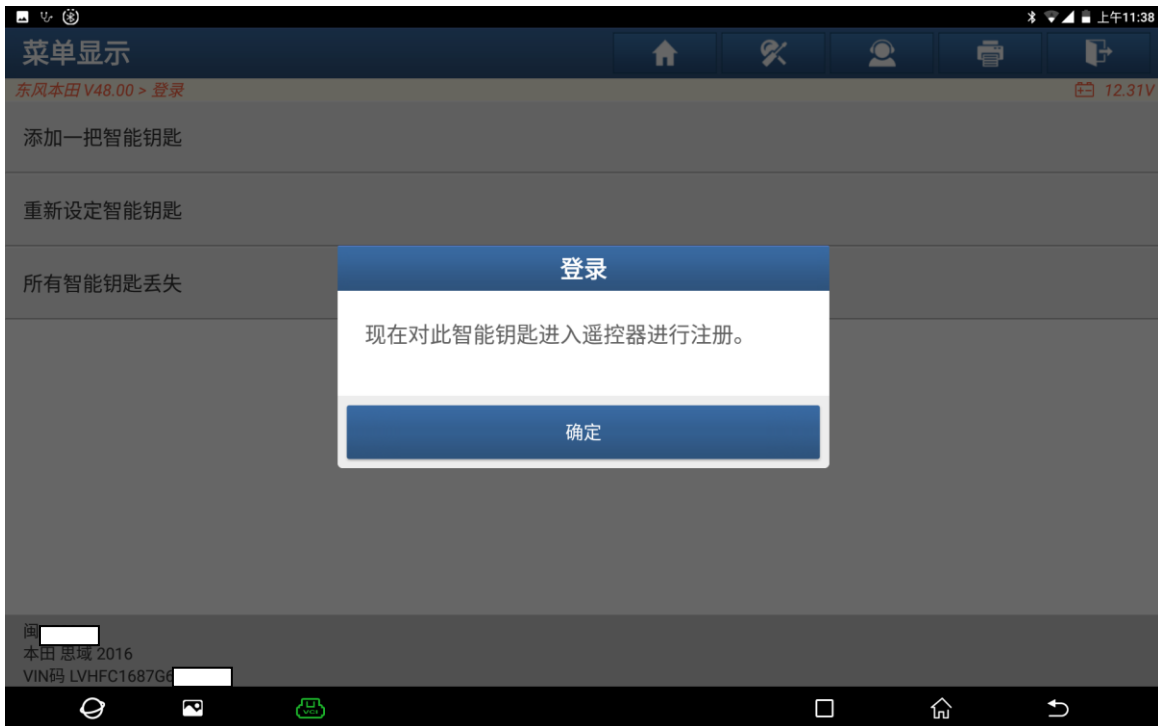 上午11:38
菜单显示
东风本田 V48.00 > 登录
12.31V
添加一把智能钥匙
重新设定智能钥匙
所有智能钥匙丢失
登录
现在对此智能钥匙进入遥控器进行注册。
确定
闽
本田 思域 2016
VIN码 LVHFC1687G6
VCI